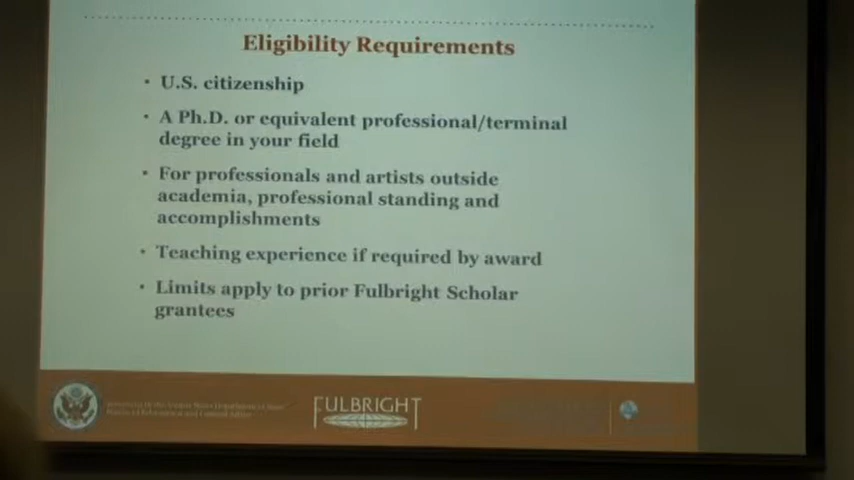 Eligibility Requirements
• U.S. citizenship
• A Ph.D. or equivalent professional/terminal
degree in your field
• For professionals and artists outside
academia, professional standing and
accomplishments
• Teaching experience if required by award
• Limits apply to prior Fulbright Scholar
grantees
FULBRIGHT